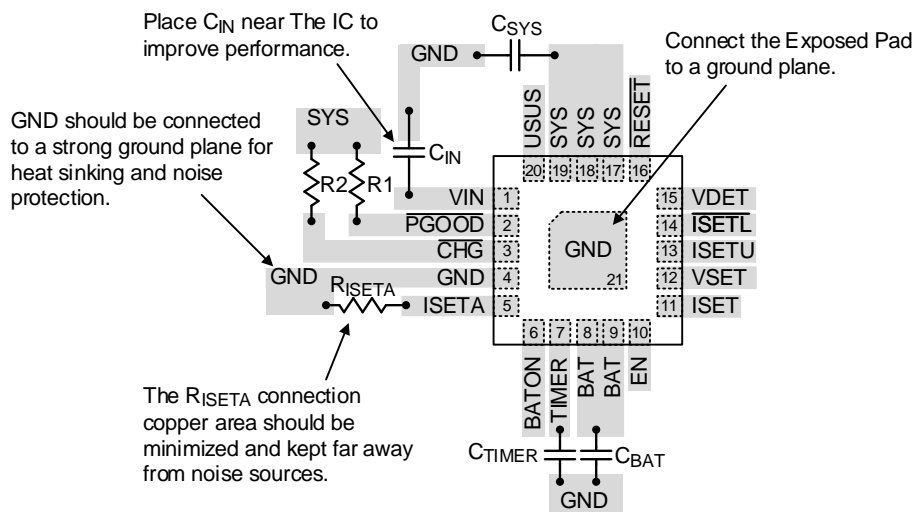 Place CIN near The IC to
improve performance.
GND
CSYS
Connect the Exposed Pad
to a ground plane.
GND should be connected
to a strong ground plane for
heat sinking and noise
protection.
SYS
R2
R1
CIN
USUS
SYS
SYS
SYS
RESET
20 19 18 17 16
VIN 1
PGOOD 2
CHG 3
GND 4
ISETA 5
15 VDET
14 ISETL
13 ISETU
12 VSET
11 ISET
GND
21
GND
RISETA
6 7 8 9 10
BATON
TIMER
BAT
BAT
EN
The RISETA connection
copper area should be
minimized and kept far away
from noise sources.
CTIMER
CBAT
GND